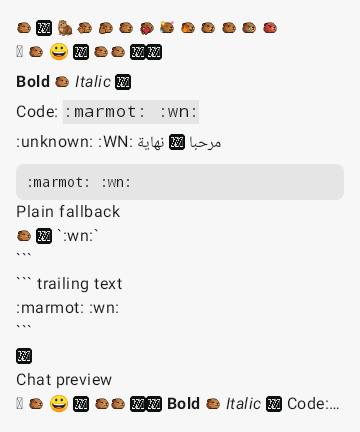 😀
Bold Italic
Code: :marmot: :wn:
:unknown: :WN: مرحبا نهاية
:marmot: :wn:
Plain fallback
`:wn:`
```
``` trailing text
:marmot: :wn:
```
Chat preview
😀 Bold Italic Code:…